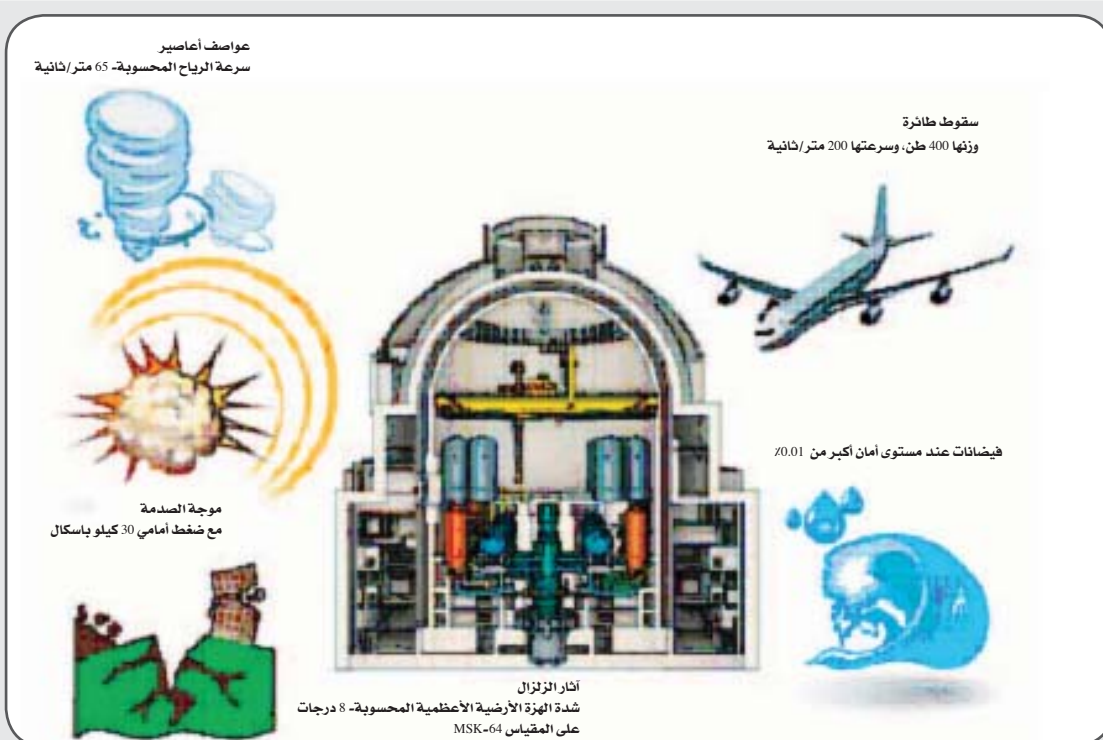 عواصف أعاصير
سرعة الرياح المحسوبة- 65 متر/ثانية
سقوط طائرة
وزنها 400 طن، وسرعتها 200 متر/ثانية
فيضانات عند مستوى أمان أكبر من 0.01٪
موجة الصدمة
مع ضغط أمامي 30 كيلو باسكال
آثار الزلزال
شدة الهزة الأرضية الأعظمية المحسوبة- 8 درجات
على المقياس MSK-64